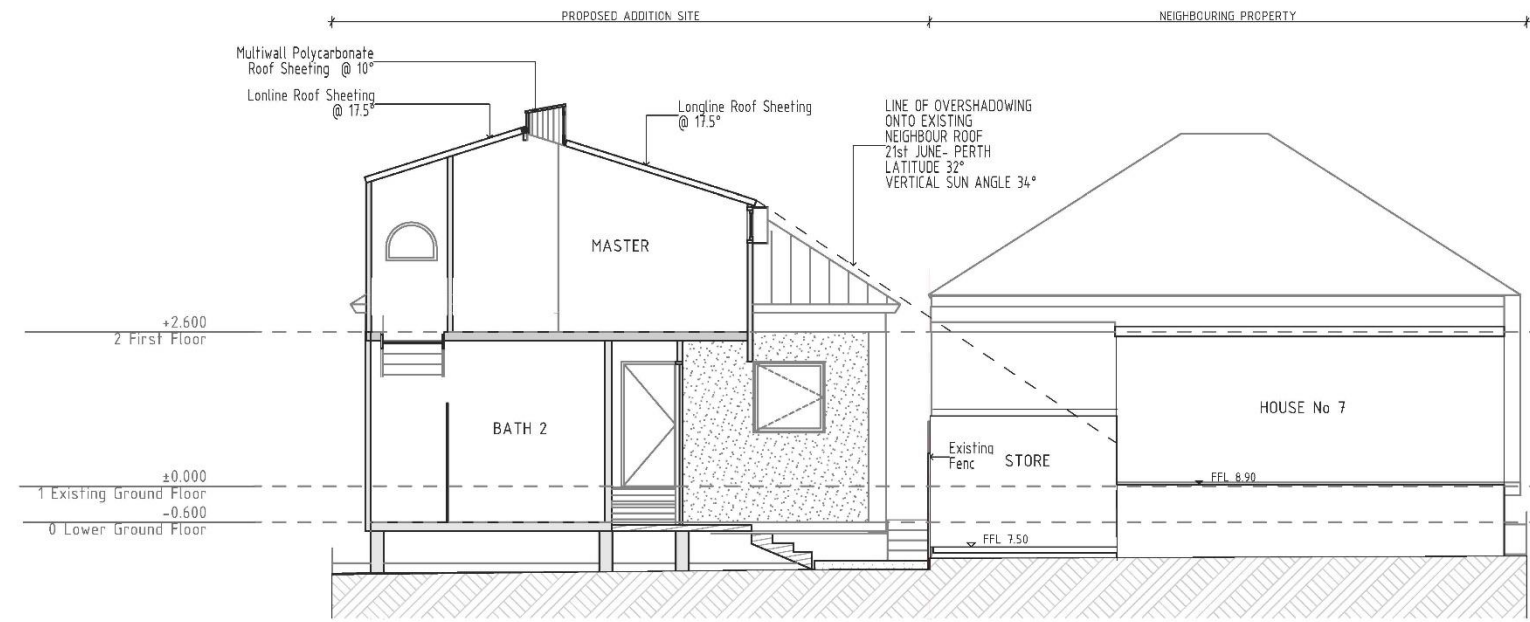 PROPOSED ADDITION SITE
NEIGHBOURING PROPERTY
Multiwall Polycarbonate
Roof Sheeting @ 10°
Lonline Roof Sheeting
@ 17.5°
Longline Roof Sheeting
@ 17.5°
LINE OF OVERSHADOWING
ONTO EXISTING
NEIGHBOUR ROOF
21st JUNE- PERTH
LATITUDE 32°
VERTICAL SUN ANGLE 34°
MASTER
+2.600
2 First Floor
BATH 2
HOUSE No 7
Existing
Fenc
STORE
FFL 8.90
±0.000
1 Existing Ground Floor
-0.600
0 Lower Ground Floor
FFL 7.50